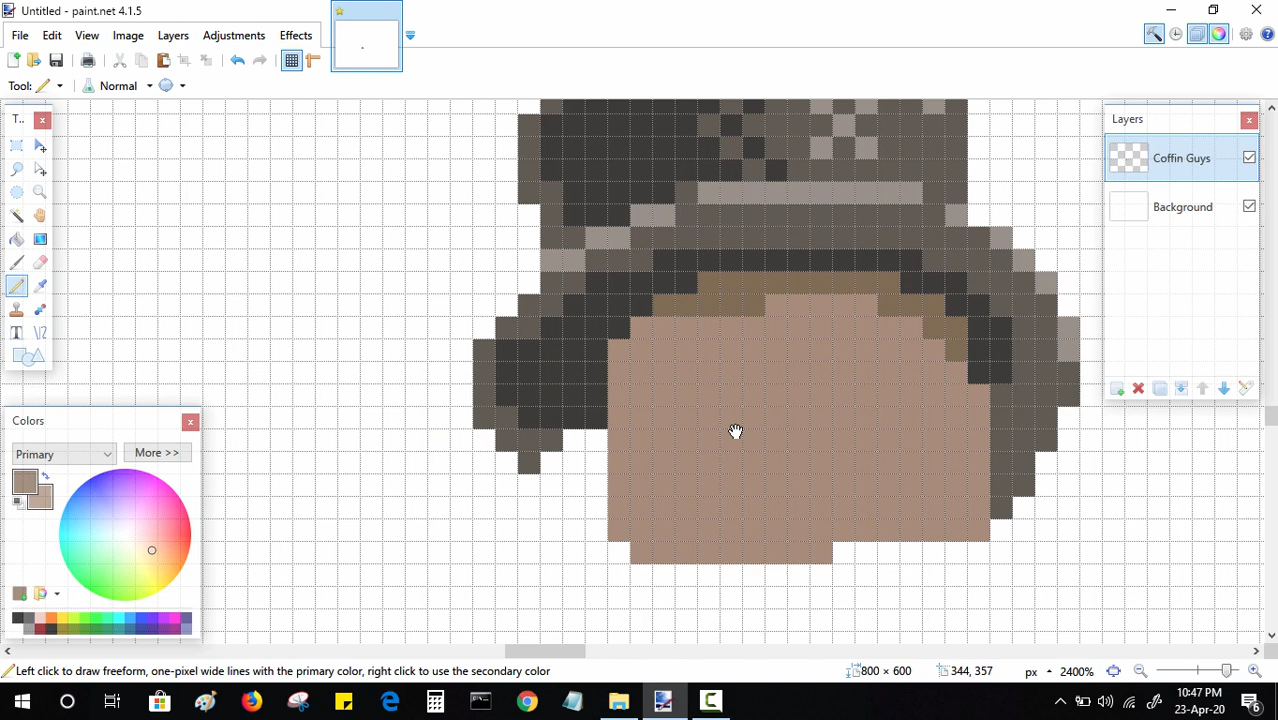 Untitled - paint.net 4.1.5
File Edit View Image Layers Adjustments Effects
Tool: Normal
T..
Layers
Coffin Guys
Background
Colors
Primary
More >>
Left click to draw freeform, one-pixel wide lines with the primary color, right click to use the secondary color
800 × 600
344, 357
px
2400%
10:47 PM
23-Apr-20
6